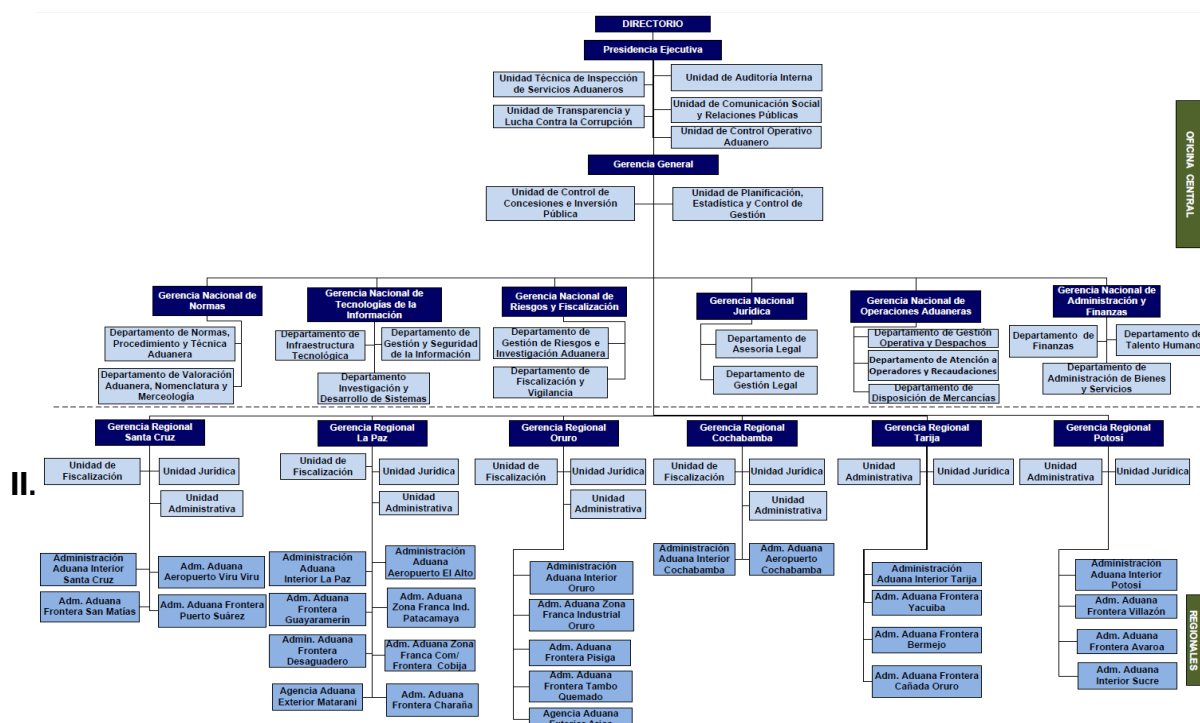 DIRECTORIO
Presidencia Ejecutiva
Unidad Técnica de Inspección
de Servicios Aduaneros
Unidad de Auditoría Interna
Unidad de Transparencia y
Lucha Contra la Corrupción
Unidad de Comunicación Social
y Relaciones Públicas
Unidad de Control Operativo
Aduanero
OFICINA CENTRAL
Gerencia General
Unidad de Control de
Concesiones e Inversión
Pública
Unidad de Planificación,
Estadística y Control de
Gestión
Gerencia Nacional de
Normas
Departamento de Normas,
Procedimiento y Técnica
Aduanera
Departamento de Valoración
Aduanera, Nomenclatura y
Merceología
Gerencia Nacional de
Tecnologías de la
Información
Departamento de
Infraestructura
Tecnológica
Departamento de
Gestión y Seguridad
de la Información
Departamento
Investigación y
Desarrollo de Sistemas
Gerencia Nacional de
Riesgos y Fiscalización
Departamento de
Gestión de Riesgos e
Investigación Aduanera
Departamento de
Fiscalización y
Vigilancia
Gerencia Nacional
Jurídica
Departamento de
Asesoría Legal
Departamento de
Gestión Legal
Gerencia Nacional de
Operaciones Aduaneras
Departamento de Gestión
Operativa y Despachos
Departamento de Atención a
Operadores y Recaudaciones
Departamento de
Disposición de Mercancías
Gerencia Nacional de
Administración y
Finanzas
Departamento de
Finanzas
Departamento de
Talento Humano
Departamento de
Administración de Bienes
y Servicios
II.
Gerencia Regional
Santa Cruz
Unidad de
Fiscalización
Unidad Jurídica
Unidad
Administrativa
Administración
Aduana Interior
Santa Cruz
Adm. Aduana
Aeropuerto Viru Viru
Adm. Aduana
Frontera San Matías
Adm. Aduana Frontera
Puerto Suárez
Gerencia Regional
La Paz
Unidad de
Fiscalización
Unidad Jurídica
Unidad
Administrativa
Administración
Aduana
Interior La Paz
Administración
Aduana
Aeropuerto El Alto
Adm. Aduana
Frontera
Guayaramerín
Adm. Aduana
Zona Franca Ind.
Patacamaya
Admin. Aduana
Frontera
Desaguadero
Adm. Aduana Zona
Franca Com/
Frontera Cobija
Agencia Aduana
Exterior Matarani
Adm. Aduana
Frontera Charaña
Gerencia Regional
Oruro
Unidad de
Fiscalización
Unidad Jurídica
Unidad
Administrativa
Administración
Aduana Interior
Oruro
Adm. Aduana Zona
Franca Industrial
Oruro
Adm. Aduana
Frontera Pisiga
Adm. Aduana
Frontera Tambo
Quemado
Agencia Aduana
Exterior Arica
Gerencia Regional
Cochabamba
Unidad de
Fiscalización
Unidad Jurídica
Unidad
Administrativa
Administración
Aduana Interior
Cochabamba
Adm. Aduana
Aeropuerto
Cochabamba
Gerencia Regional
Tarija
Unidad
Administrativa
Unidad Jurídica
Administración
Aduana Interior Tarija
Adm. Aduana Frontera
Yacuiba
Adm. Aduana Frontera
Bermejo
Adm. Aduana Frontera
Cañada Oruro
Gerencia Regional
Potosí
Unidad
Administrativa
Unidad Jurídica
Administración
Aduana Interior
Potosí
Adm. Aduana
Frontera Villazón
Adm. Aduana
Frontera Avaroa
Adm. Aduana
Interior Sucre
REGIONALES